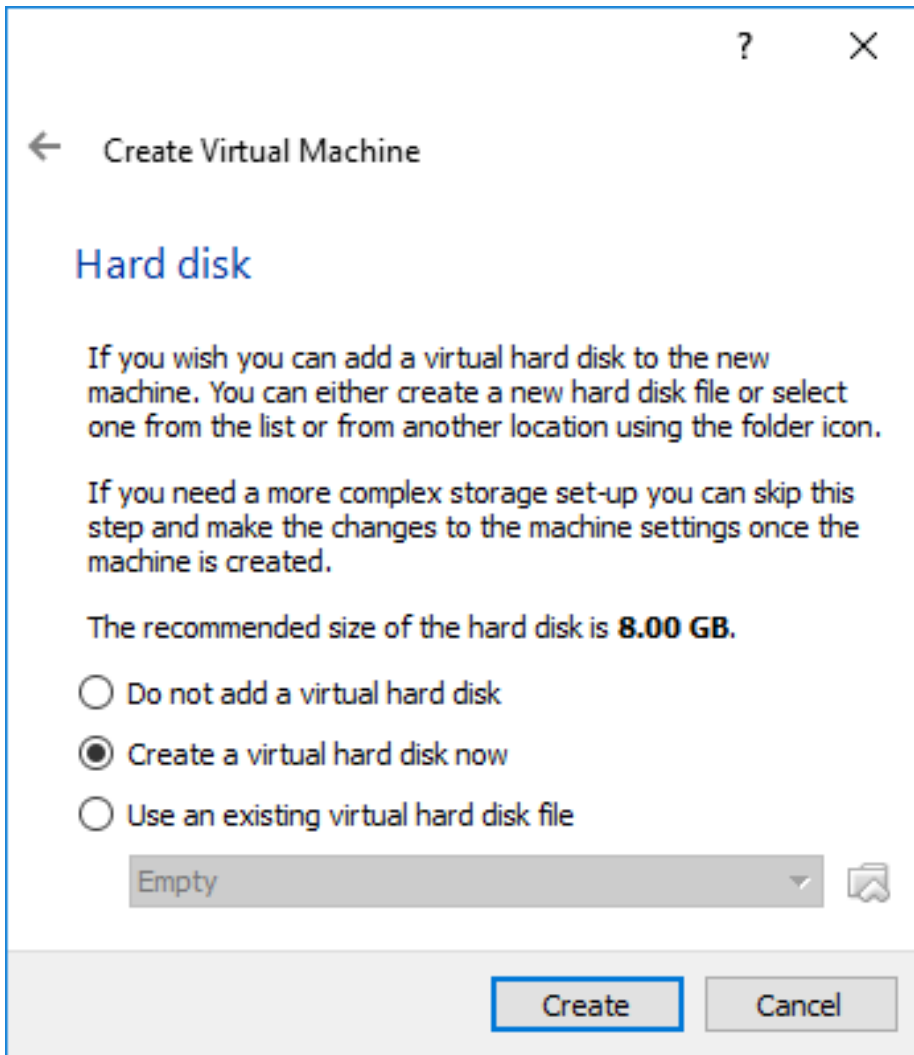 ?
Create Virtual Machine
Hard disk
If you wish you can add a virtual hard disk to the new
machine. You can either create a new hard disk file or select
one from the list or from another location using the folder icon.
If you need a more complex storage set-up you can skip this
step and make the changes to the machine settings once the
machine is created.
The recommended size of the hard disk is 8.00 GB.
Do not add a virtual hard disk
Create a virtual hard disk now
Use an existing virtual hard disk file
Empty
Create Cancel